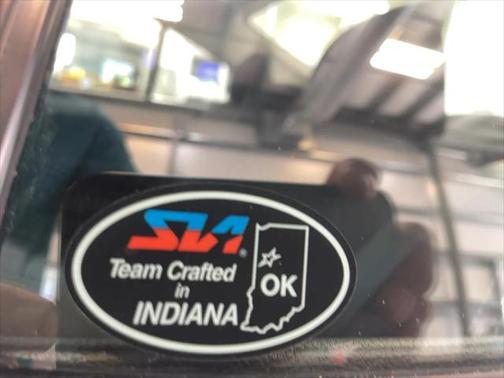 SIA®
Team Crafted
in
INDIANA
OK